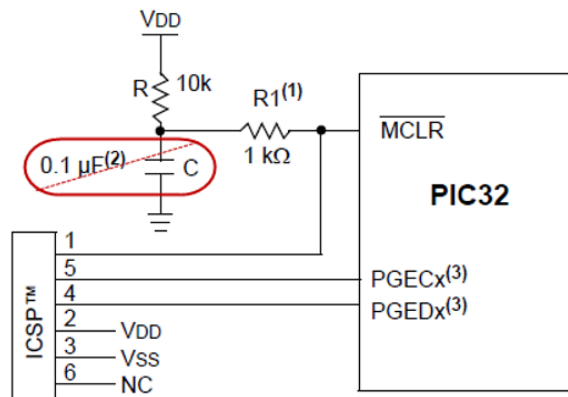 VDD
R 10k
R1(1)
1 kΩ
MCLR
0.1 µF(2) C
PIC32
ICSP™
1
5 PGECx(3)
4 PGEDx(3)
2 VDD
3 VSS
6 NC